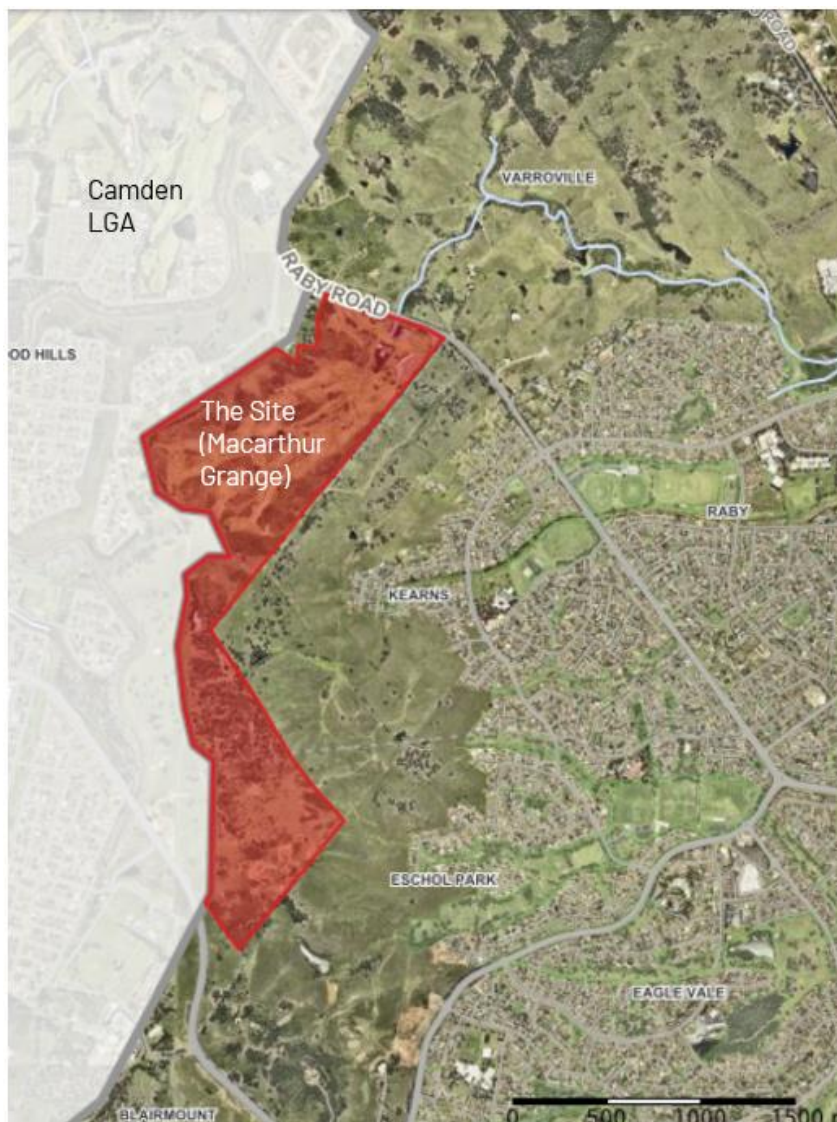 ROAD
Camden
LGA
VARROVILLE
RABY ROAD
OD HILLS
The Site
(Macarthur
Grange)
RABY
KEARNS
ESCHOL PARK
EAGLE VALE
BLAIRMOUNT
0 500 1000 1500